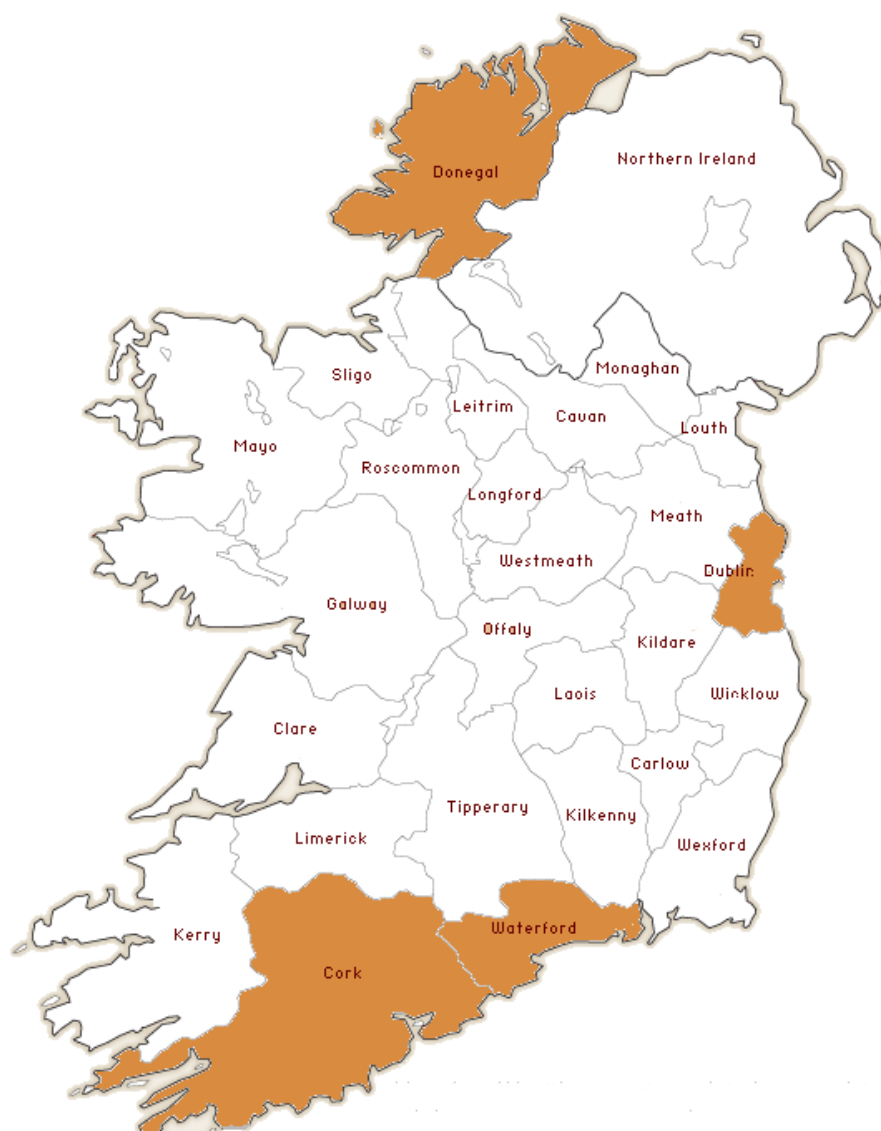 Donegal
Northern Ireland
Monaghan
Sligo
Leitrim
Cavan
Louth
Mayo
Roscommon
Longford
Meath
Westmeath
Dublin
Galway
Offaly
Kildare
Laois
Wicklow
Clare
Carlow
Tipperary
Kilkenny
Limerick
Wexford
Waterford
Kerry
Cork